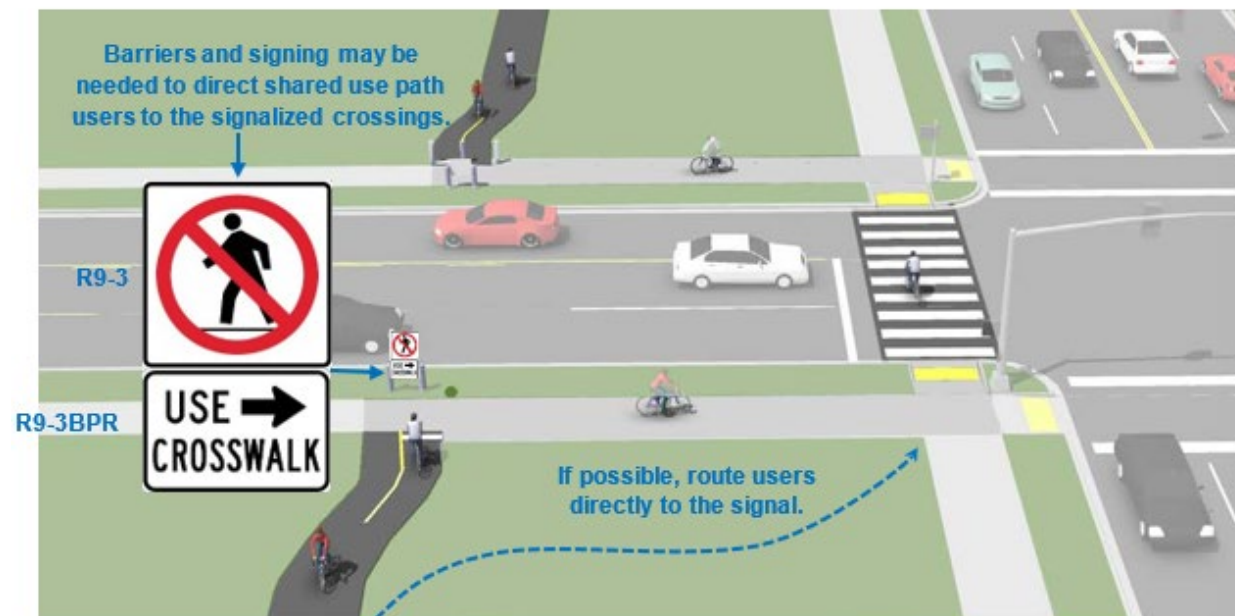 Barriers and signing may be
needed to direct shared use path
users to the signalized crossings.
R9-3
R9-3BPR
USE
CROSSWALK
USE
If possible, route users
directly to the signal.